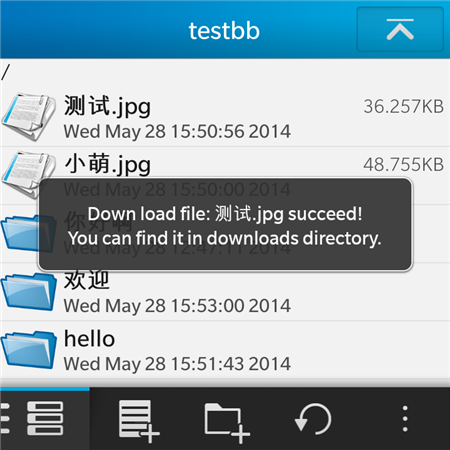 testbb
/
测试.jpg
36.257KB
Wed May 28 15:50:56 2014
小萌.jpg
48.755KB
Wed May 28 15:50:00 2014
Down load file: 测试.jpg succeed!
You can find it in downloads directory.
欢迎
Wed May 28 15:53:00 2014
hello
Wed May 28 15:51:43 2014